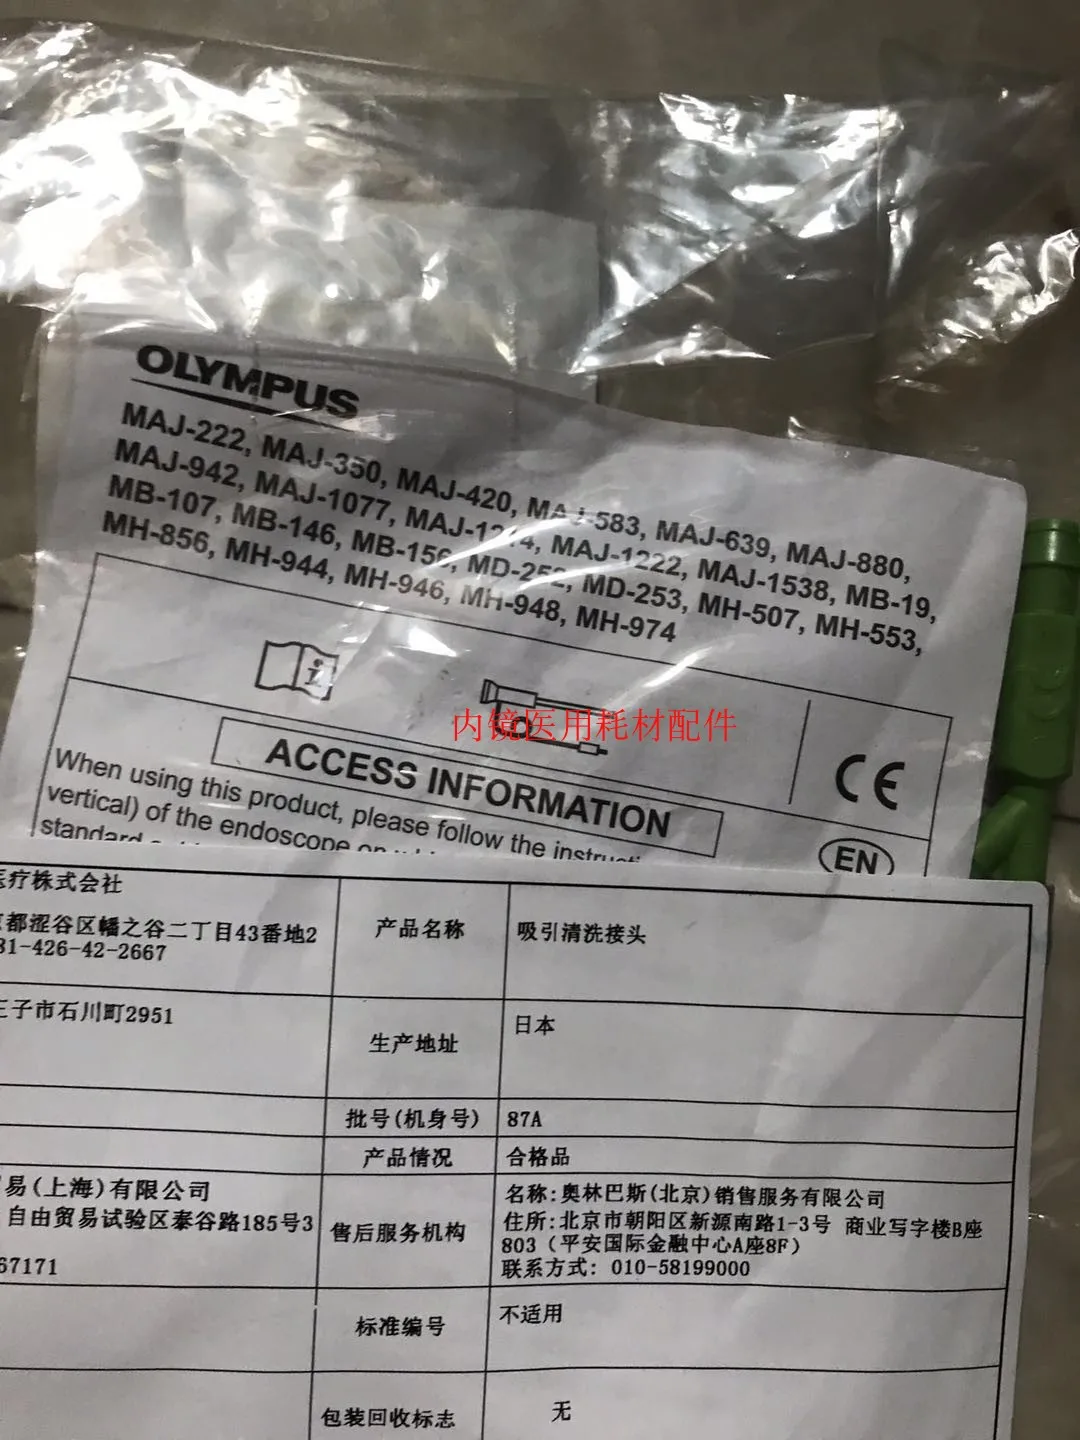 OLYMPUS
MAJ-222, MAJ-350, MAJ-420, MAJ-583, MAJ-639, MAJ-880,
MAJ-942, MAJ-1077, MAJ-1222, MAJ-1538, MB-19,
MB-107, MB-146, MD-253, MH-507, MH-553,
MH-856, MH-944, MH-946, MH-948, MH-974
i
内镜医用耗材配件
CE
ACCESS INFORMATION
EN
When using this product, please follow the
vertical) of the endoscope on
standard
医疗株式会社
都涩谷区幡之谷二丁目43番地2
81-426-42-2667
产品名称
吸引清洗接头
王子市石川町2951
生产地址
日本
批号(机身号)
87A
产品情况
合格品
易(上海)有限公司
自由贸易试验区泰谷路185号3
67171
售后服务机构
名称:奥林巴斯(北京)销售服务有限公司
住所:北京市朝阳区新源南路1-3号 商业写字楼B座
803 (平安国际金融中心A座8F)
联系方式: 010-58199000
标准编号
不适用
包装回收标志
无